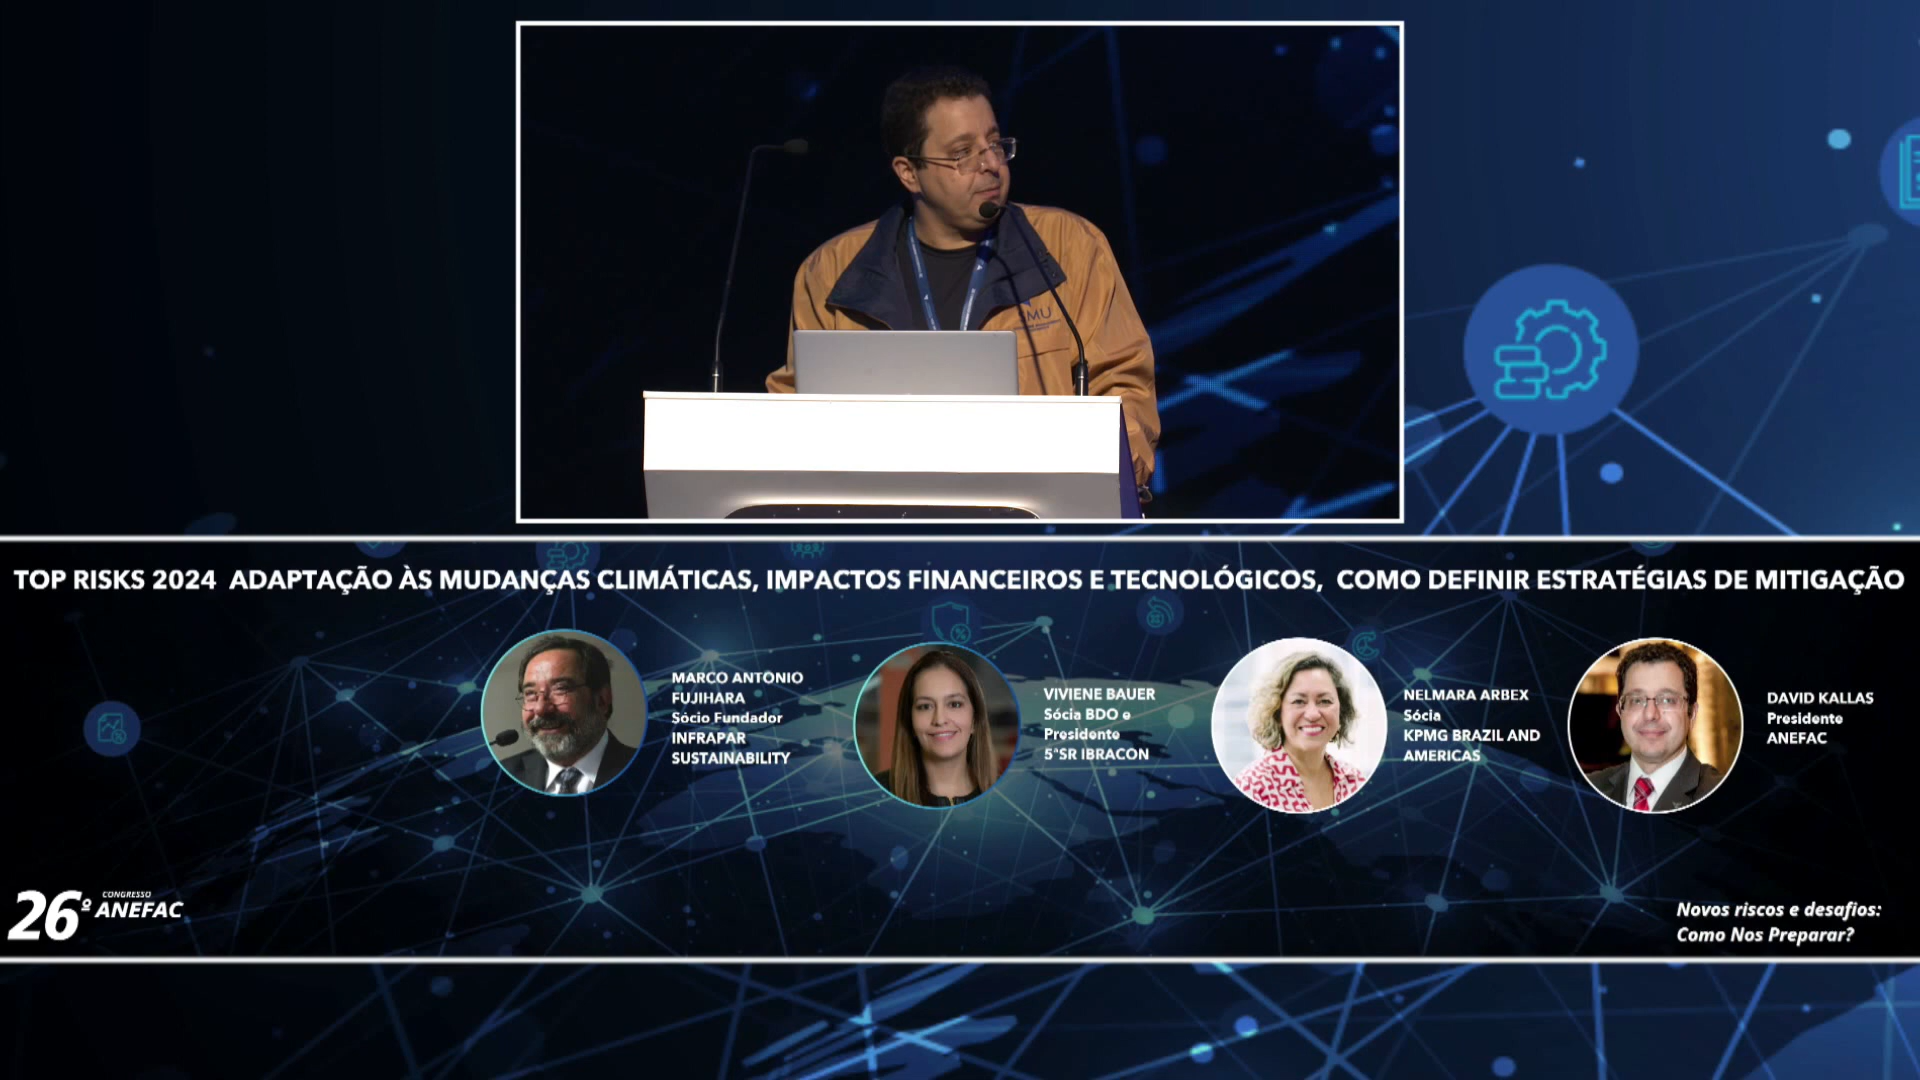 SMU
TOP RISKS 2024 ADAPTAÇÃO ÀS MUDANÇAS CLIMÁTICAS, IMPACTOS FINANCEIROS E TECNOLÓGICOS, COMO DEFINIR ESTRATÉGIAS DE MITIGAÇÃO
MARCO ANTONIO
FUJIHARA
Sócio Fundador
INFRAPAR
SUSTAINABILITY
VIVIENE BAUER
Sócia BDO e
Presidente
5ªSR IBRACON
NELMARA ARBEX
Sócia
KPMG BRAZIL AND
AMERICAS
DAVID KALLAS
Presidente
ANEFAC
26º CONGRESSO
ANEFAC
Novos riscos e desafios:
Como Nos Preparar?